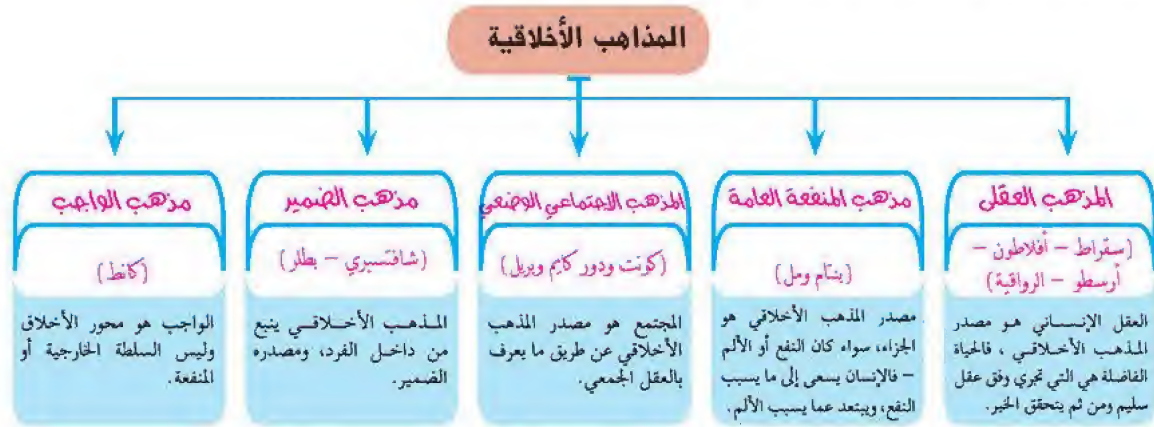 المذاهب الأخلاقية
المذهب العقلى
(سقراط – أفلاطون –
أرسطو – الرواقية)
العقل الإنساني هو مصدر
المذهب الأخلاقي ، فالحياة
الفاضلة هي التي تجري وفق عقل
سليم ومن ثم يتحقق الخير.
مذهب المنفعة العامة
(بنتام ومل)
مصدر المذهب الأخلاقي هو
الجزاء، سواء كان النفع أو الألم
– فالإنسان يسعى إلى ما يسبب
النفع، ويبتعد عما يسبب الألم.
المذهب الاجتماعي الوضعي
(كونت ودور كايم وبريل)
المجتمع هو مصدر المذهب
الأخلاقي عن طريق ما يعرف
بالعقل الجمعي.
مذهب الضمير
(شافتسبري – بطلر)
المذهب الأخلاقي ينبع
من داخل الفرد، ومصدره
الضمير.
مذهب الواجب
(كانط)
الواجب هو محور الأخلاق
وليس السلطة الخارجية أو
المنفعة.